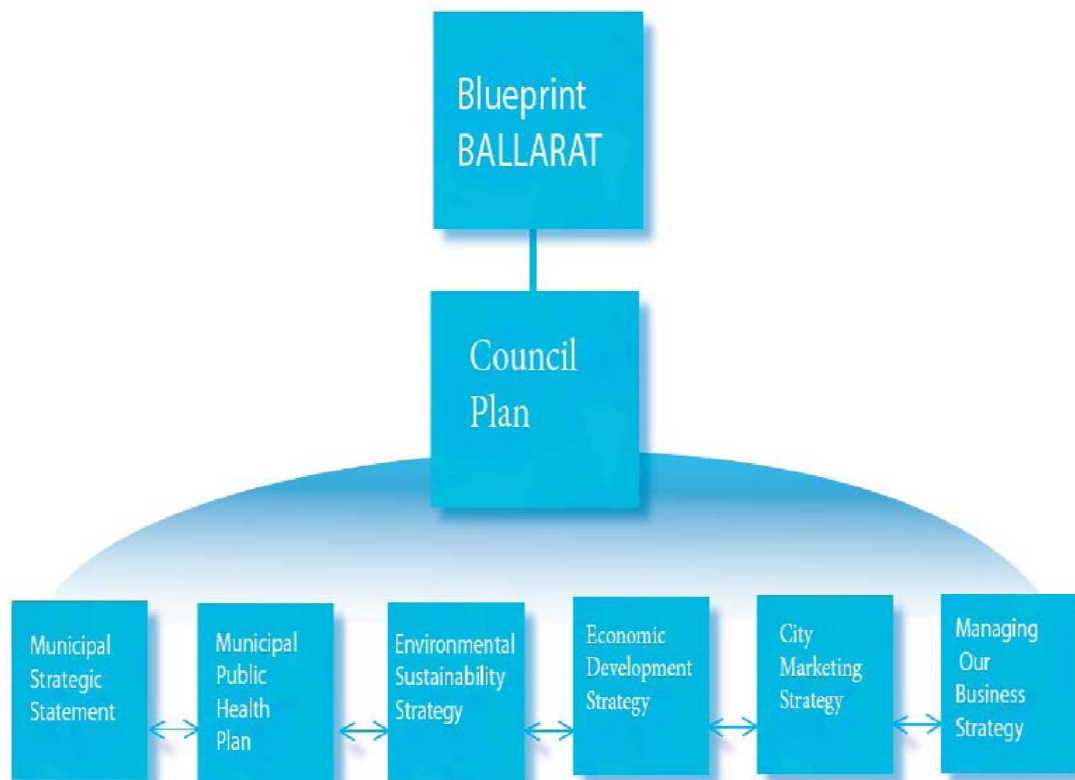 Blueprint
BALLARAT
Council
Plan
Municipal
Strategic
Statement
Municipal
Public
Health
Plan
Environmental
Sustainability
Strategy
Economic
Development
Strategy
City
Marketing
Strategy
Managing
Our
Business
Strategy